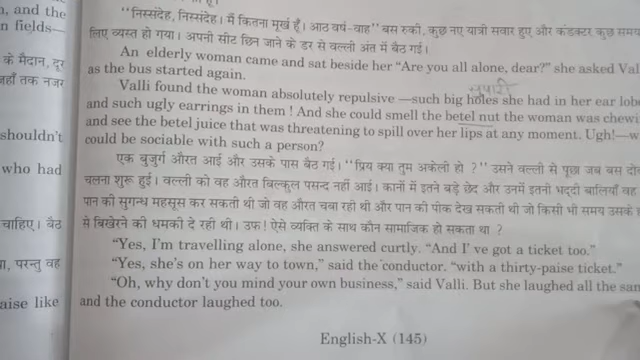 n, and the
n fields—
के मैदान, दूर
जहाँ तक नजर
shouldn't
who had
चाहिए। बैठ
ा, परन्तु वह
aise like
"निस्संदेह, निस्संदेह। मैं कितना मूर्ख हूँ। आठ वर्ष-वाह" बस रुकी, कुछ नए यात्री सवार हुए और कंडक्टर कुछ समय
लिए व्यस्त हो गया। अपनी सीट छिन जाने के डर से वल्ली अंत में बैठ गई।
An elderly woman came and sat beside her "Are you all alone, dear?" she asked Val
as the bus started again.
सुपारी
Valli found the woman absolutely repulsive —such big holes she had in her ear lob
and such ugly earrings in them ! And she could smell the betel nut the woman was chewi
and see the betel juice that was threatening to spill over her lips at any moment. Ugh!—w
could be sociable with such a person?
एक बुजुर्ग औरत आई और उसके पास बैठ गई। "प्रिय क्या तुम अकेली हो ?" उसने वल्ली से पूछा जब बस दो
चलना शुरू हुई। वल्ली को वह औरत बिल्कुल पसन्द नहीं आई। कानों में इतने बड़े छेद और उनमें इतनी भद्दी बालियाँ वह
पान की सुगन्ध महसूस कर सकती थी जो वह औरत चबा रही थी और पान की पोक देख सकती थी जो किसी भी समय उसके ह
से बिखेरने की धमकी दे रही थी। उफ! ऐसे व्यक्ति के साथ कौन सामाजिक हो सकता था ?
"Yes, I'm travelling alone, she answered curtly. "And I've got a ticket too."
"Yes, she's on her way to town," said the conductor. "with a thirty-paise ticket."
"Oh, why don't you mind your own business," said Valli. But she laughed all the sam
and the conductor laughed too.
English-X (145)